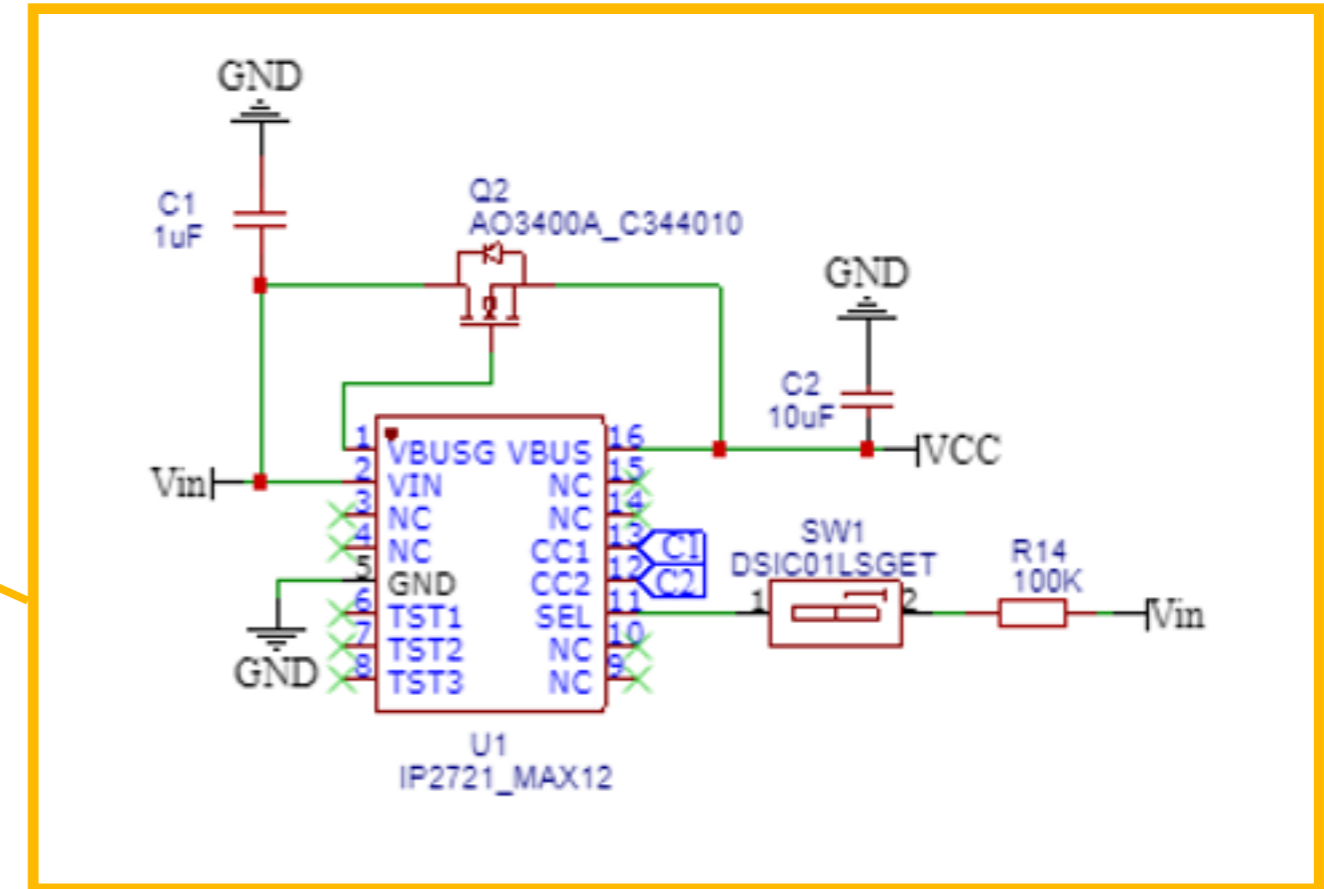 GND
C1
1uF
Q2
AO3400A_C344010
GND
C2
10uF
VCC
Vin
1 VBUSG VBUS 16
2 VIN NC 15
3 NC NC 14
4 NC CC1 13 C1
5 GND CC2 12 C2
6 TST1 SEL 11
7 TST2 NC 10
8 TST3 NC 9
GND
SW1
DSIC01LSGET
1 2
R14
100K
Vin
U1
IP2721_MAX12